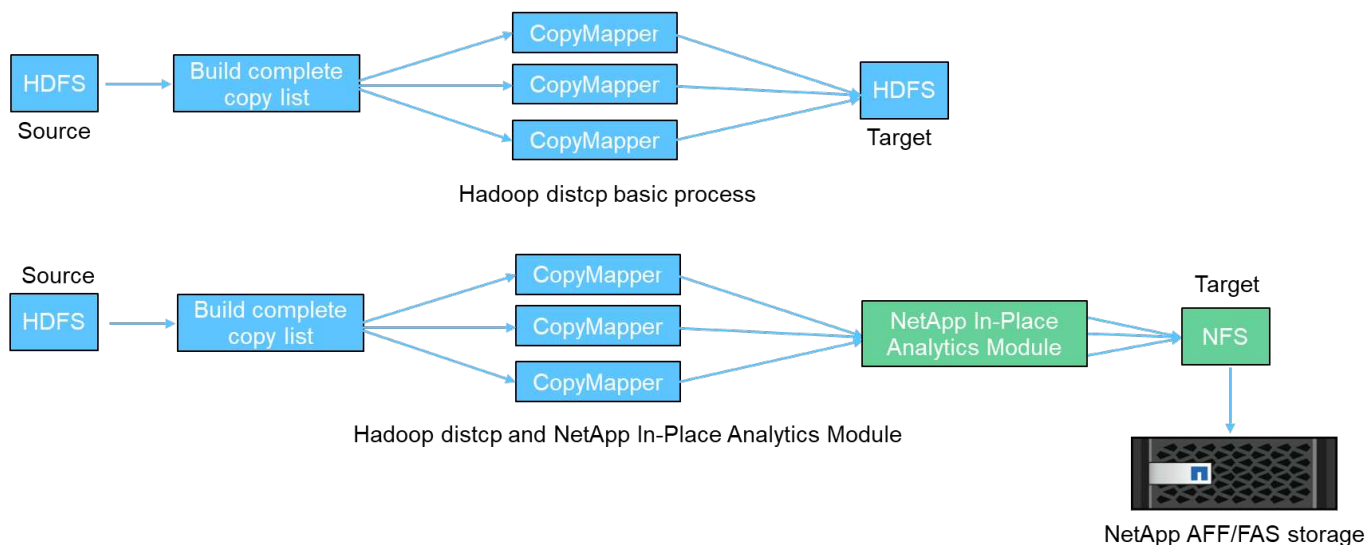 CopyMapper
HDFS
Build complete
copy list
CopyMapper
HDFS
Source
CopyMapper
Target
Hadoop distcp basic process
Source
CopyMapper
Target
HDFS
Build complete
copy list
CopyMapper
NetApp In-Place
Analytics Module
NFS
CopyMapper
Hadoop distcp and NetApp In-Place Analytics Module
NetApp AFF/FAS storage